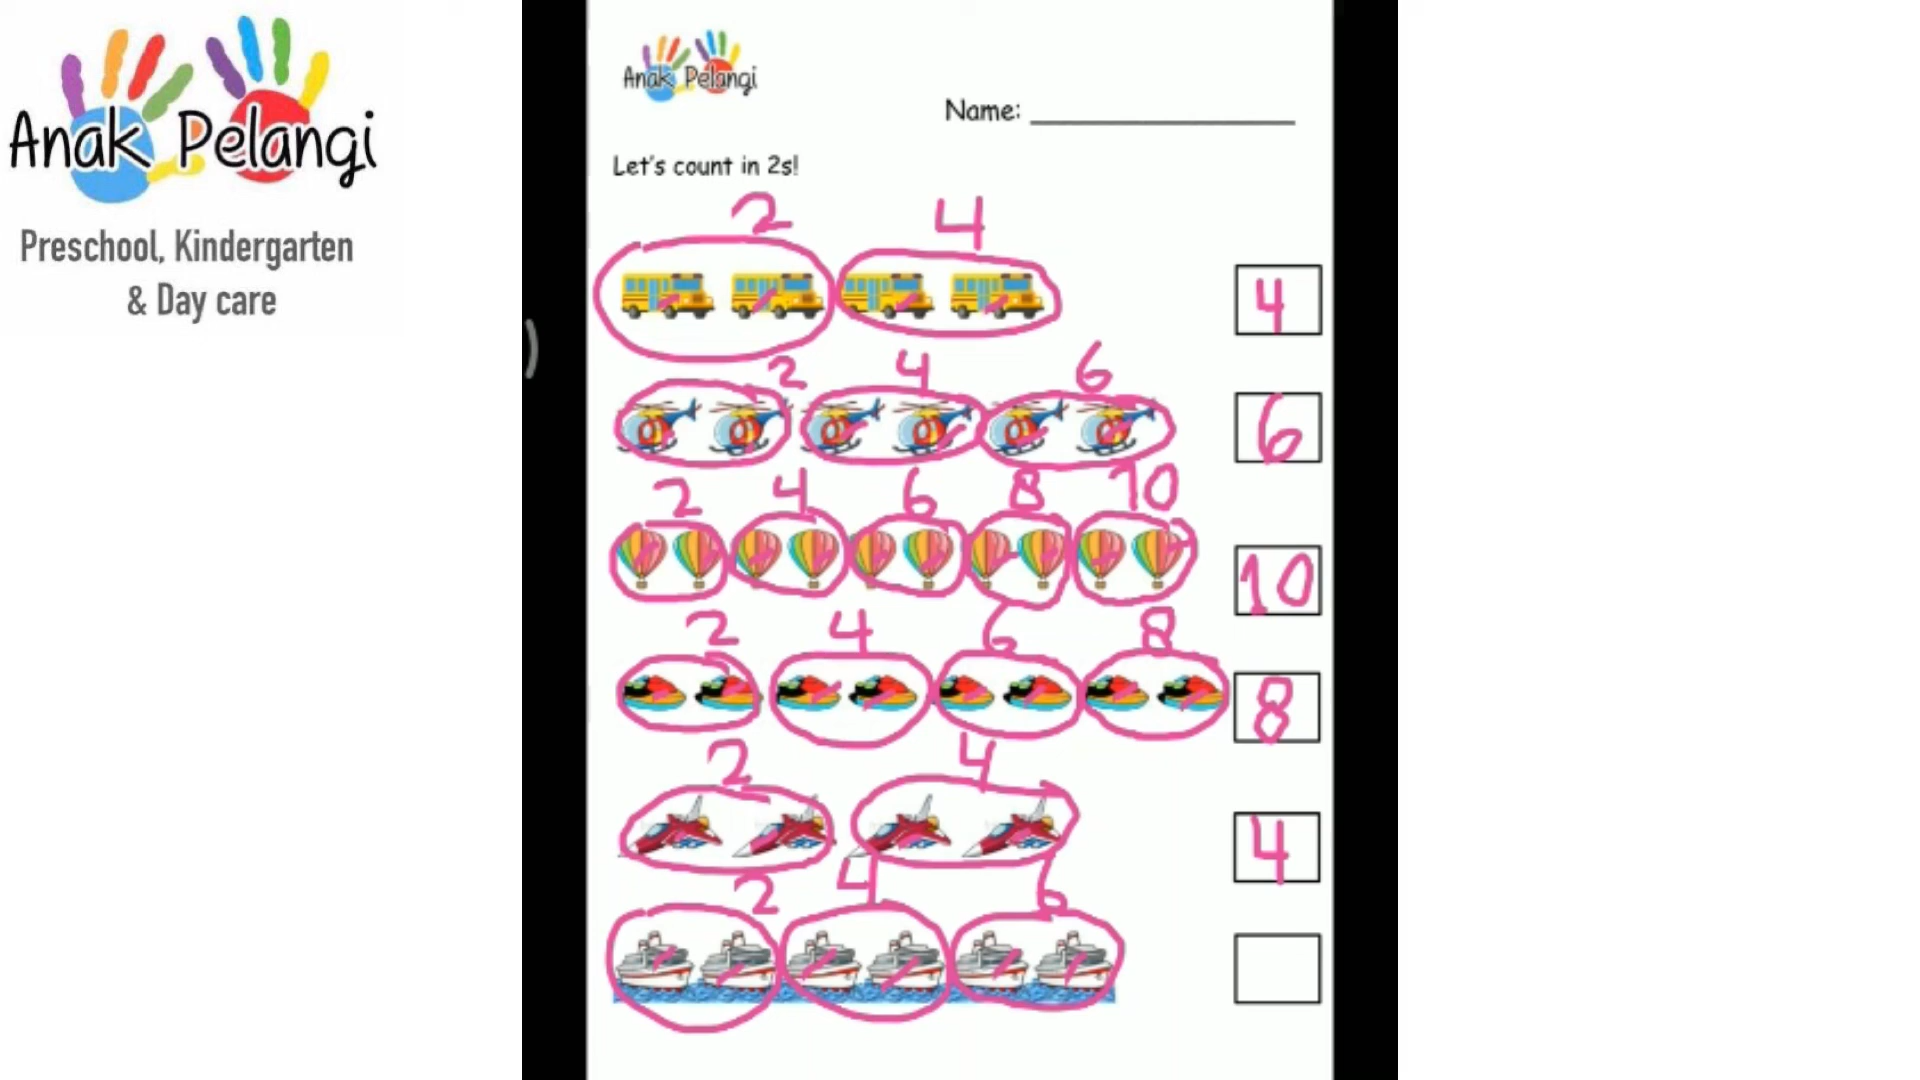 Anak Pelangi
Preschool, Kindergarten
& Day care
Anak Pelangi
Name:
Let's count in 2s!
2 4
4
2 4 6
6
2 4 6 8 10
10
2 4 6 8
8
2 4
4
2 4 6